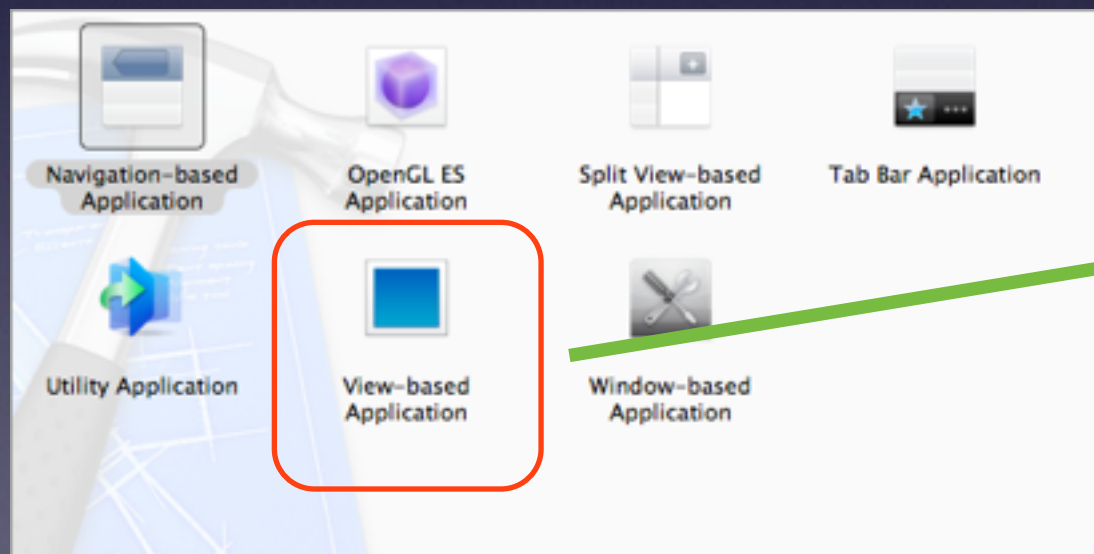 Navigation-based
Application
OpenGL ES
Application
Split View-based
Application
Tab Bar Application
Utility Application
View-based
Application
Window-based
Application